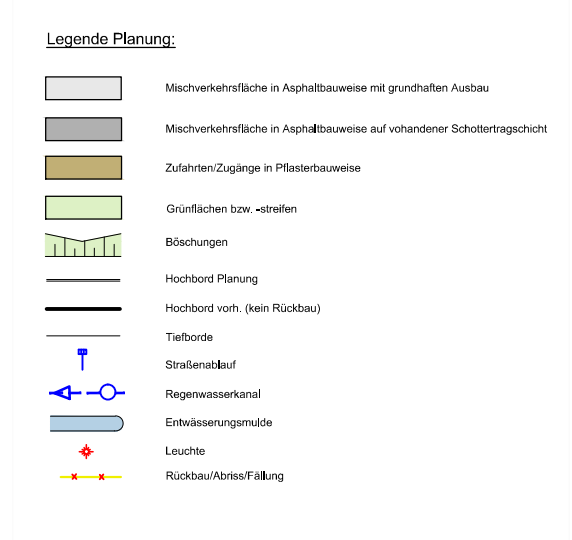 Legende Planung:
Mischverkehrsfläche in Asphaltbauweise mit grundhaften Ausbau
Mischverkehrsfläche in Asphaltbauweise auf vohandener Schottertragschicht
Zufahrten/Zugänge in Pflasterbauweise
Grünflächen bzw. -streifen
Böschungen
Hochbord Planung
Hochbord vorh. (kein Rückbau)
Tiefborde
Straßenablauf
Regenwasserkanal
Entwässerungsmulde
Leuchte
Rückbau/Abriss/Fällung